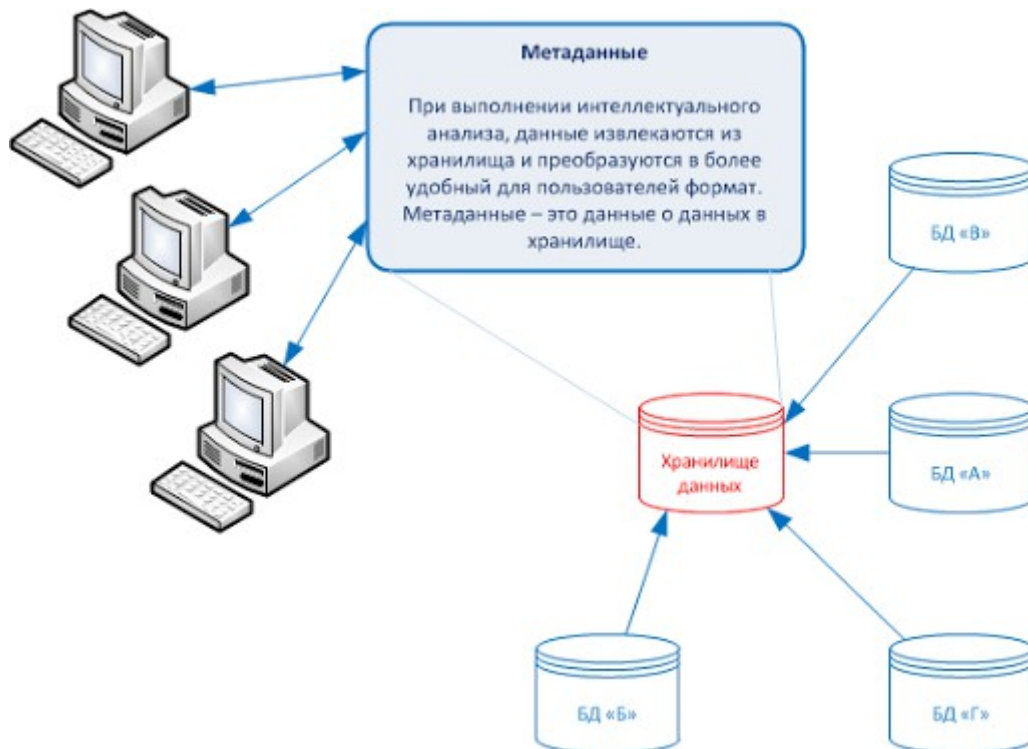 Метаданные
При выполнении интеллектуального
анализа, данные извлекаются из
хранилища и преобразуются в более
удобный для пользователей формат.
Метаданные – это данные о данных в
хранилище.
БД «В»
Хранилище
данных
БД «А»
БД «Б»
БД «Г»